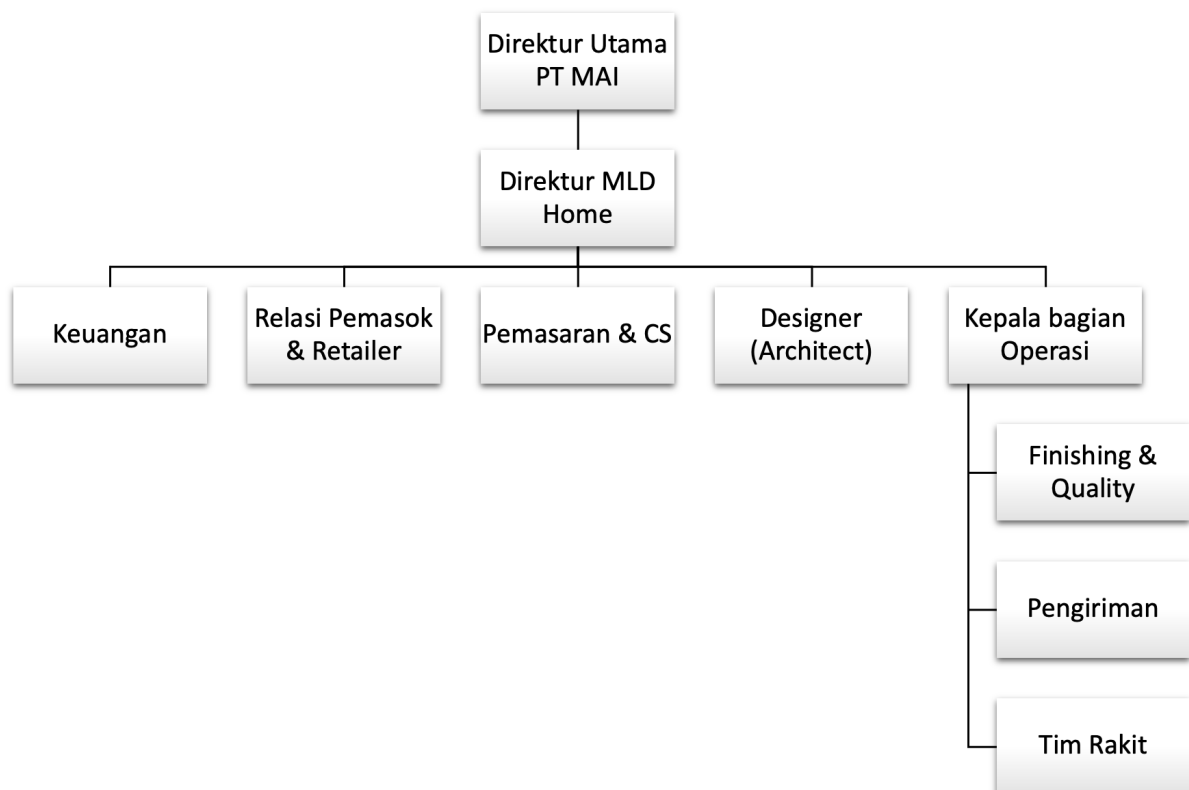 Direktur Utama
PT MAI
Direktur MLD
Home
Keuangan
Relasi Pemasok
& Retailer
Pemasaran & CS
Designer
(Architect)
Kepala bagian
Operasi
Finishing &
Quality
Pengiriman
Tim Rakit